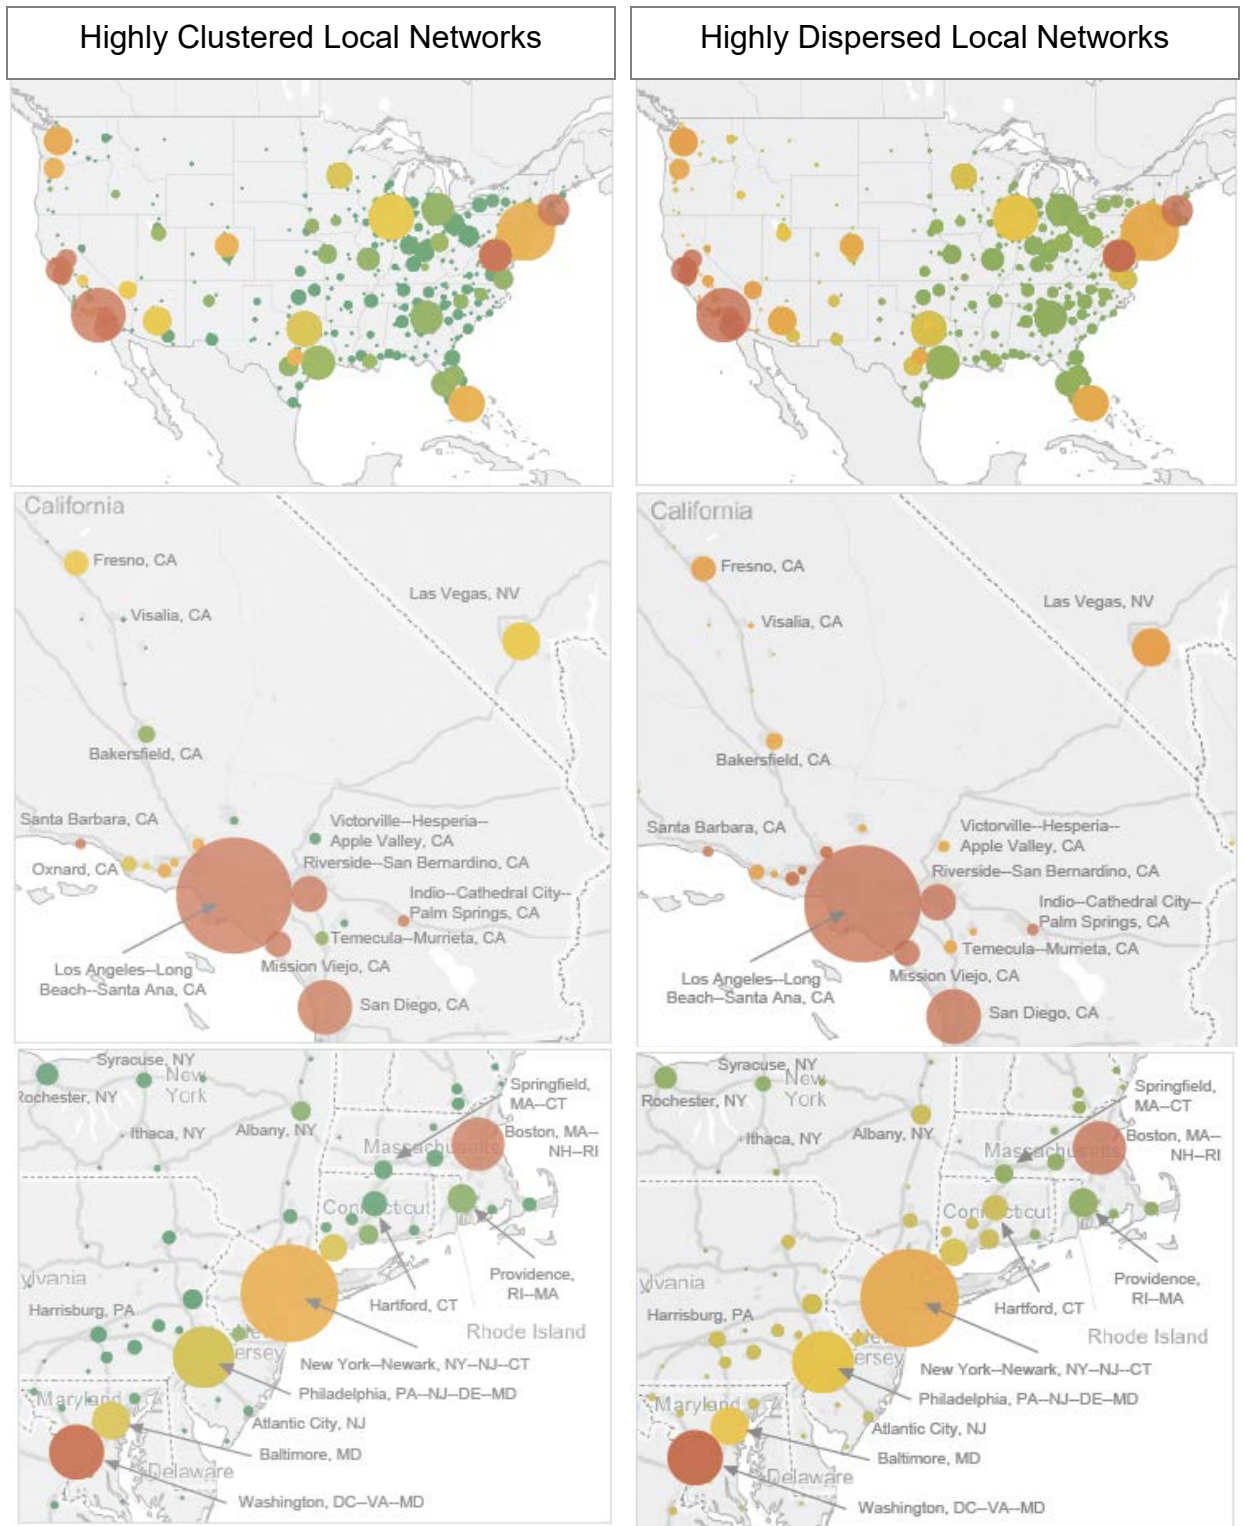 Highly Clustered Local Networks
Highly Dispersed Local Networks
California
Fresno, CA
Las Vegas, NV
Visalia, CA
Bakersfield, CA
Santa Barbara, CA
Victorville--Hesperia--
Apple Valley, CA
Oxnard, CA
Riverside--San Bernardino, CA
Indio--Cathedral City--
Palm Springs, CA
Temecula--Murrieta, CA
Mission Viejo, CA
Los Angeles--Long
Beach--Santa Ana, CA
San Diego, CA
California
Fresno, CA
Las Vegas, NV
Visalia, CA
Bakersfield, CA
Santa Barbara, CA
Victorville--Hesperia--
Apple Valley, CA
Riverside--San Bernardino, CA
Indio--Cathedral City--
Palm Springs, CA
Temecula--Murrieta, CA
Mission Viejo, CA
Los Angeles--Long
Beach--Santa Ana, CA
San Diego, CA
Syracuse, NY
New
York
Rochester, NY
Ithaca, NY
Albany, NY
Springfield,
MA--CT
Boston, MA--
NH--RI
Massachusetts
Connecticut
Providence,
RI--MA
Hartford, CT
Rhode Island
ylvania
Harrisburg, PA
New
ersey
New York--Newark, NY--NJ--CT
Philadelphia, PA--NJ--DE--MD
Maryland
Atlantic City, NJ
Baltimore, MD
Delaware
Washington, DC--VA--MD
Syracuse, NY
New
York
Rochester, NY
Ithaca, NY
Albany, NY
Springfield,
MA--CT
Boston, MA--
NH--RI
Massachusetts
Connecticut
Providence,
RI--MA
Hartford, CT
Rhode Island
ylvania
Harrisburg, PA
New
ersey
New York--Newark, NY--NJ--CT
Philadelphia, PA--NJ--DE--MD
Maryland
Atlantic City, NJ
Baltimore, MD
Delaware
Washington, DC--VA--MD